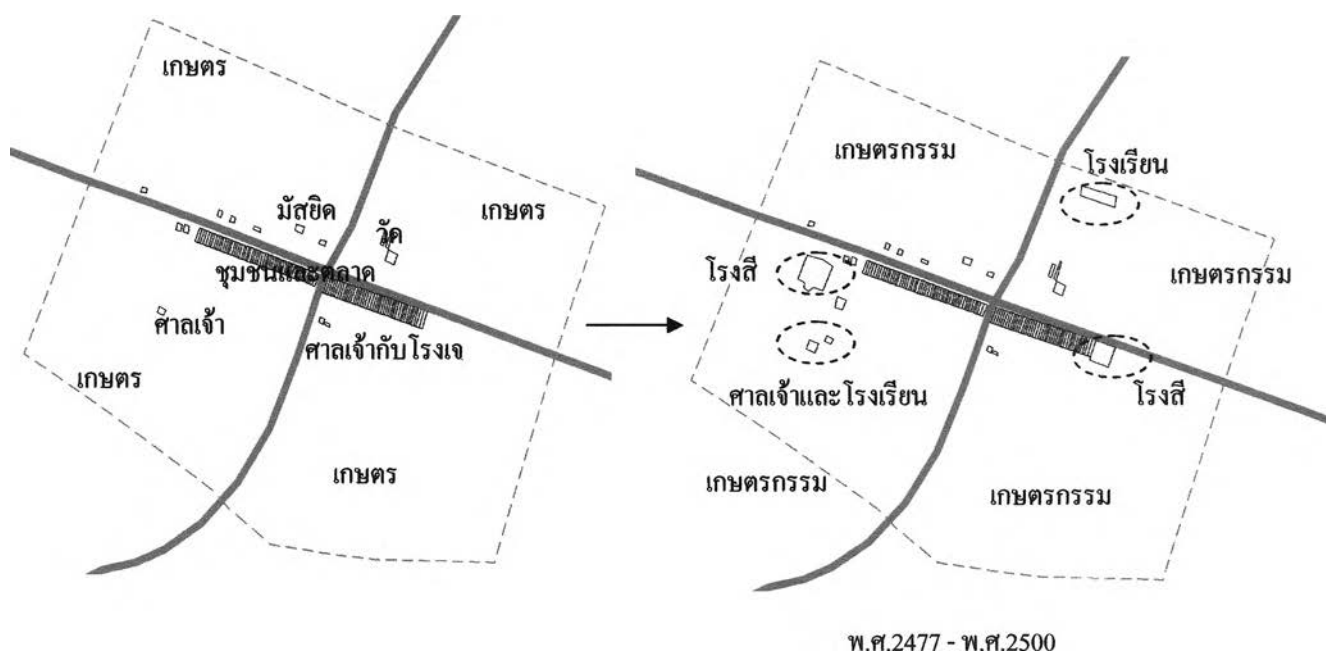 เกษตร
มัสยิด
วัด
เกษตร
ชุมชนและตลาด
ศาลเจ้า
ศาลเจ้ากับโรงเจ
เกษตร
เกษตร
เกษตรกรรม
โรงเรียน
โรงสี
เกษตรกรรม
ศาลเจ้าและโรงเรียน
โรงสี
เกษตรกรรม
เกษตรกรรม
พ.ศ.2477 - พ.ศ.2500